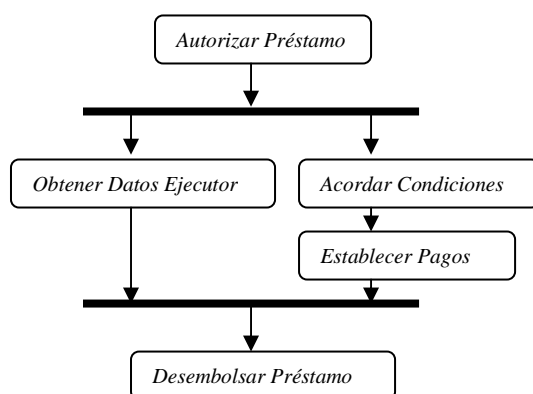 Autorizar Préstamo
Obtener Datos Ejecutor
Acordar Condiciones
Establecer Pagos
Desembolsar Préstamo